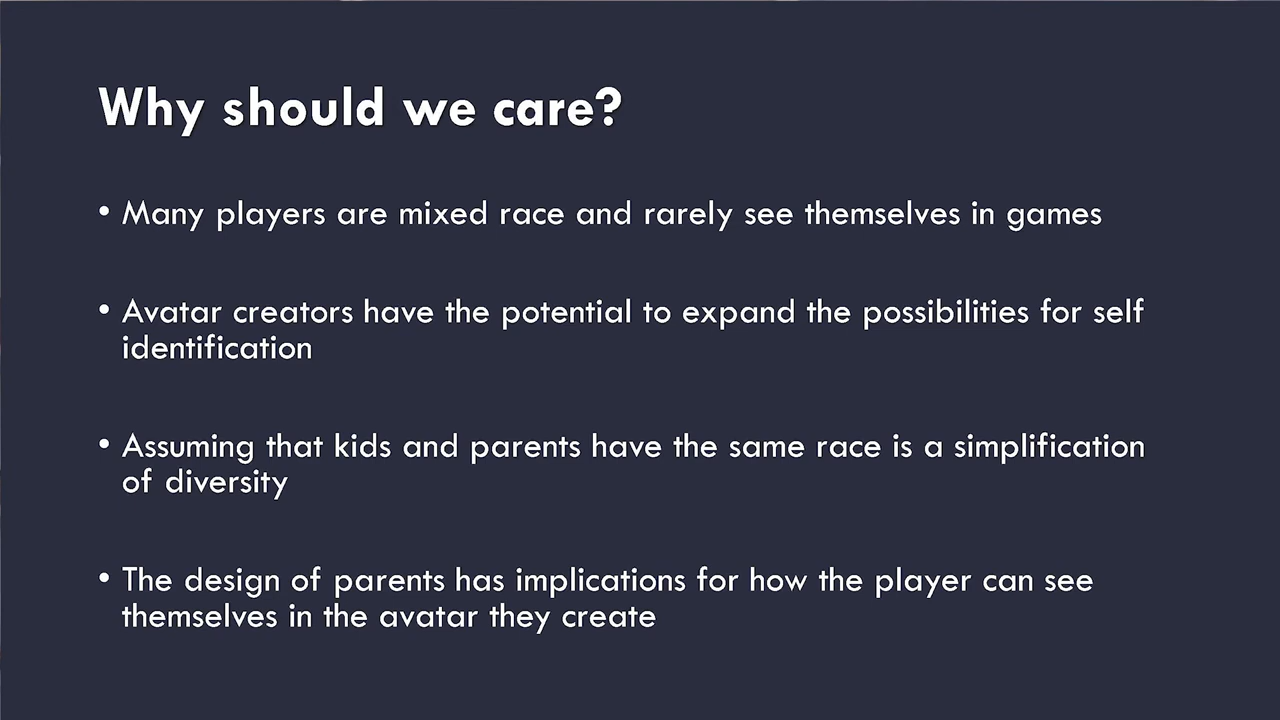 Why should we care?
• Many players are mixed race and rarely see themselves in games
• Avatar creators have the potential to expand the possibilities for self
identification
• Assuming that kids and parents have the same race is a simplification
of diversity
• The design of parents has implications for how the player can see
themselves in the avatar they create